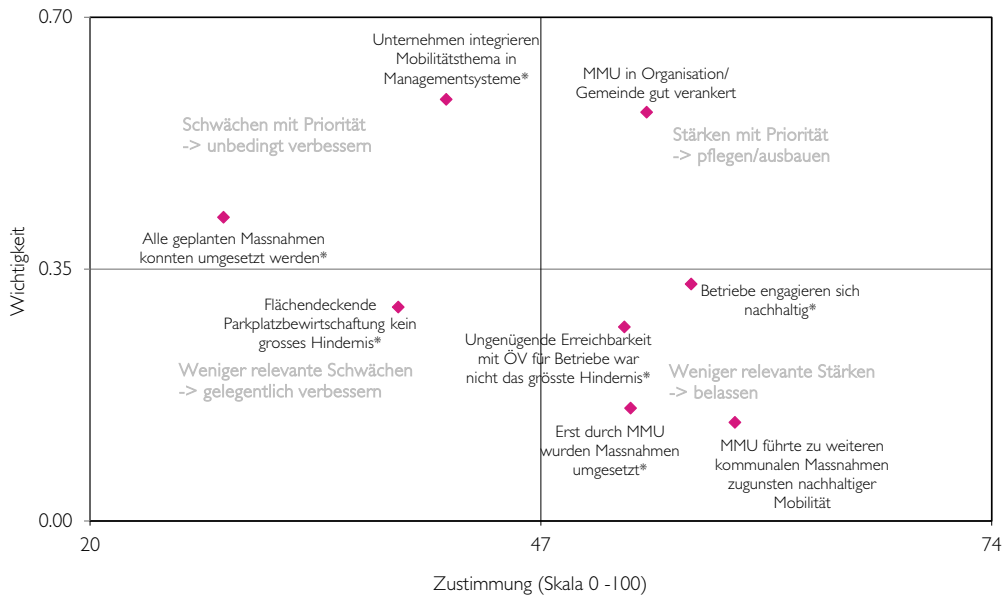 0.70
Unternehmen integrieren
Mobilitätsthema in
Managementsysteme*
MMU in Organisation/
Gemeinde gut verankert
Schwächen mit Priorität
-> unbedingt verbessern
Stärken mit Priorität
-> pflegen/ausbauen
Alle geplanten Massnahmen
konnten umgesetzt werden*
Wichtigkeit
0.35
Flächendeckende
Parkplatzbewirtschaftung kein
grosses Hindernis*
Betriebe engagieren sich
nachhaltig*
Ungenügende Erreichbarkeit
mit ÖV für Betriebe war
nicht das grösste Hindernis*
Weniger relevante Schwächen
-> gelegentlich verbessern
Weniger relevante Stärken
-> belassen
Erst durch MMU
wurden Massnahmen
umgesetzt*
MMU führte zu weiteren
kommunalen Massnahmen
zugunsten nachhaltiger
Mobilität
0.00
20
47
74
Zustimmung (Skala 0 -100)